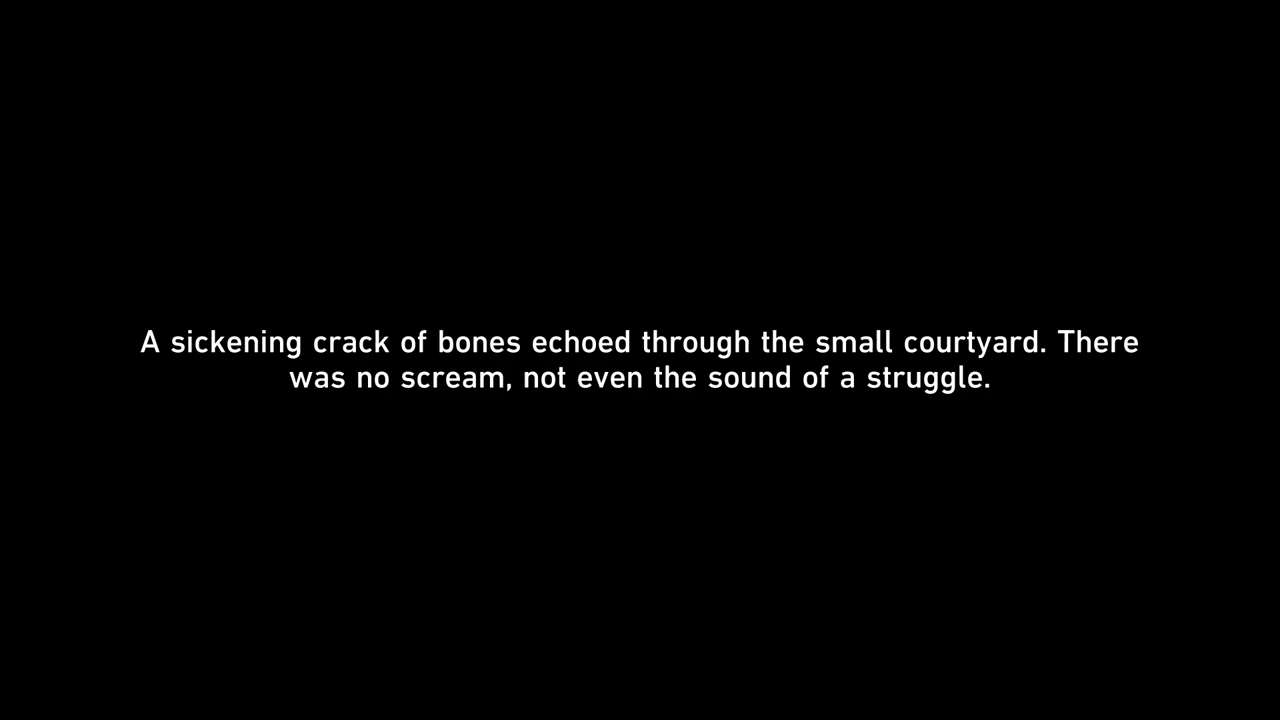 A sickening crack of bones echoed through the small courtyard. There
was no scream, not even the sound of a struggle.